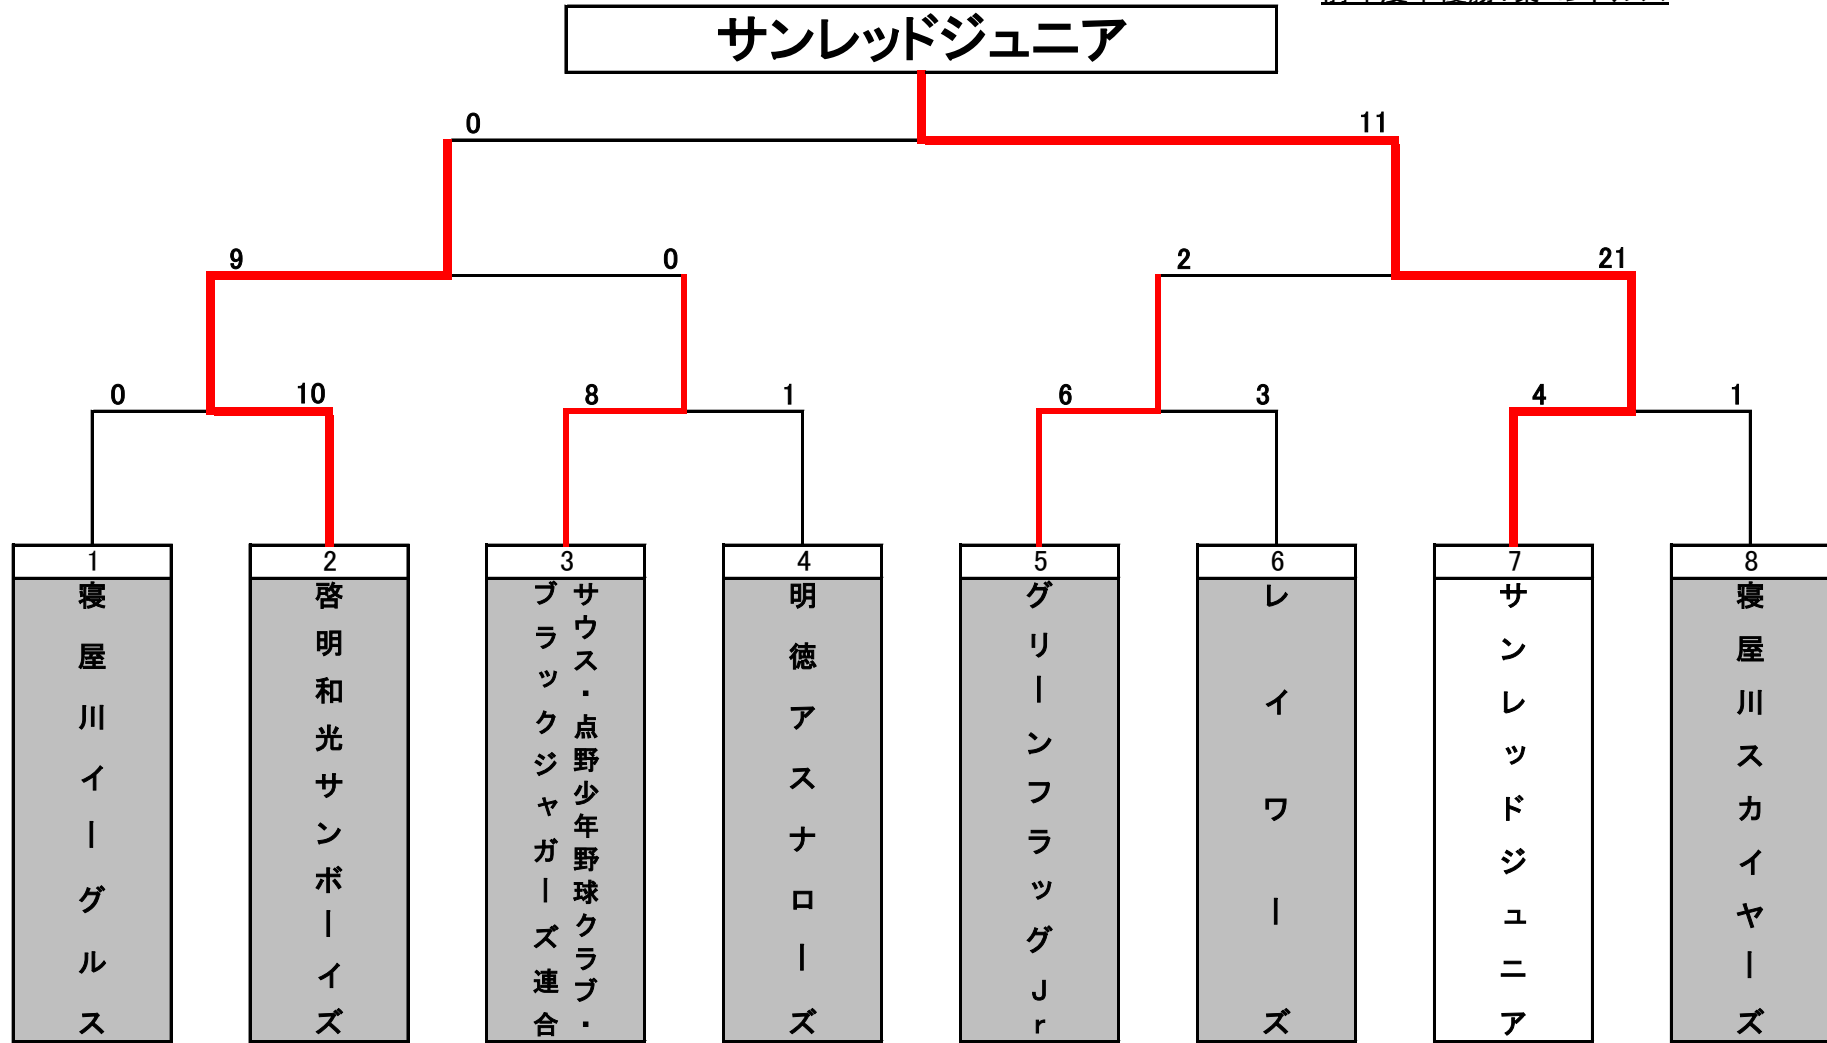 サンレッドジュニア
0
11
9
0
2
21
0
10
8
1
6
3
4
1
1
2
3
4
5
6
7
8
寝屋川イーグルス
啓明和光サンボーイズ
サウス・点野少年野球クラブ・
ブラックジャガーズ連合
明徳アスナローズ
グリーンフラッグJr
レイワーズ
サンレッドジュニア
寝屋川スカイヤーズ